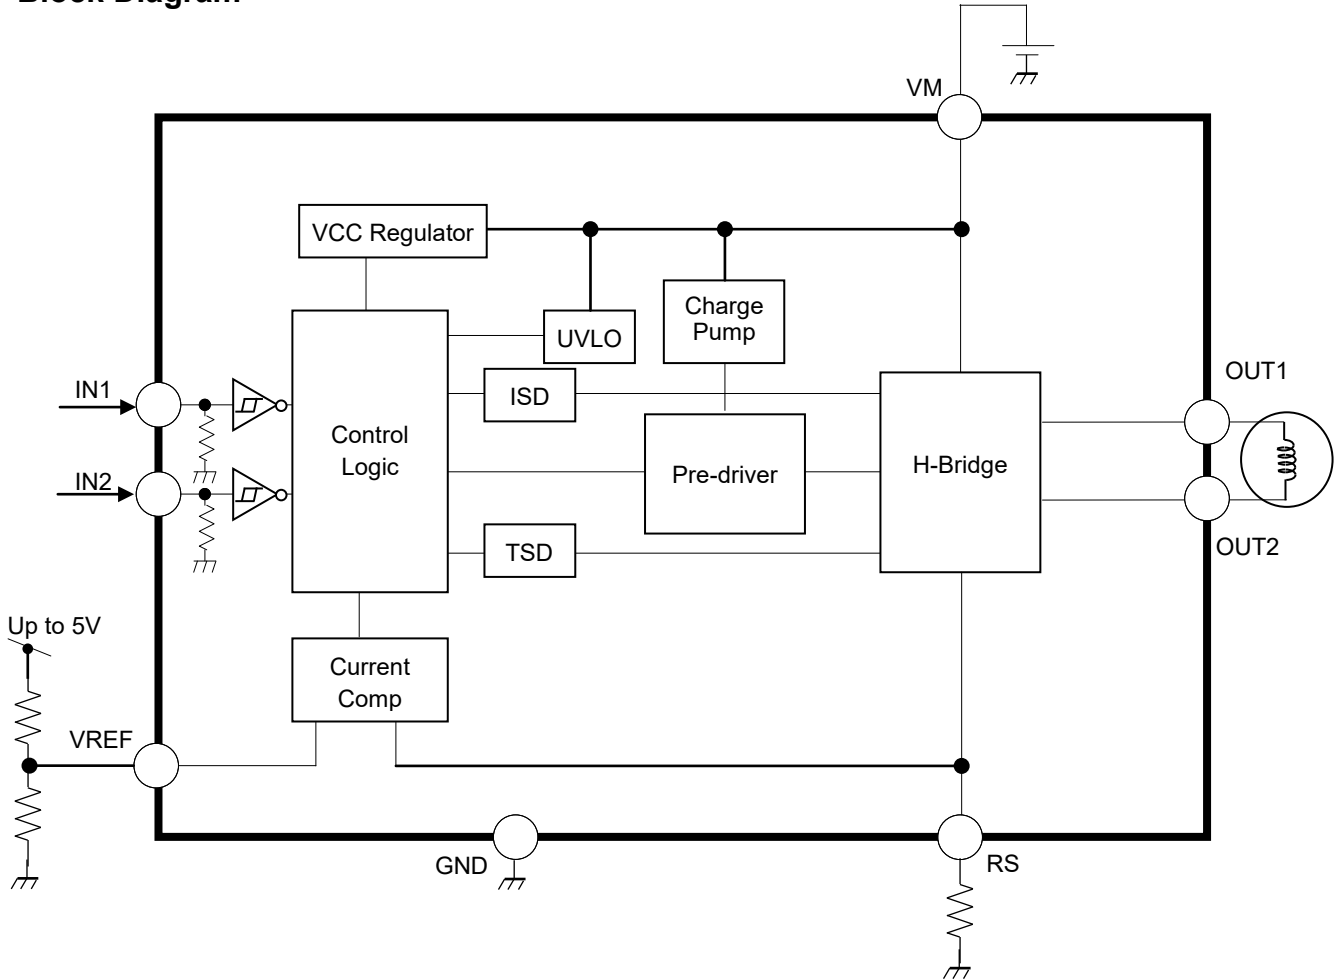 Block Diagram
VM
VCC Regulator
Charge
Pump
UVLO
OUT1
IN1
ISD
Control
Logic
H-Bridge
Pre-driver
IN2
TSD
OUT2
Up to 5V
Current
Comp
VREF
GND
RS